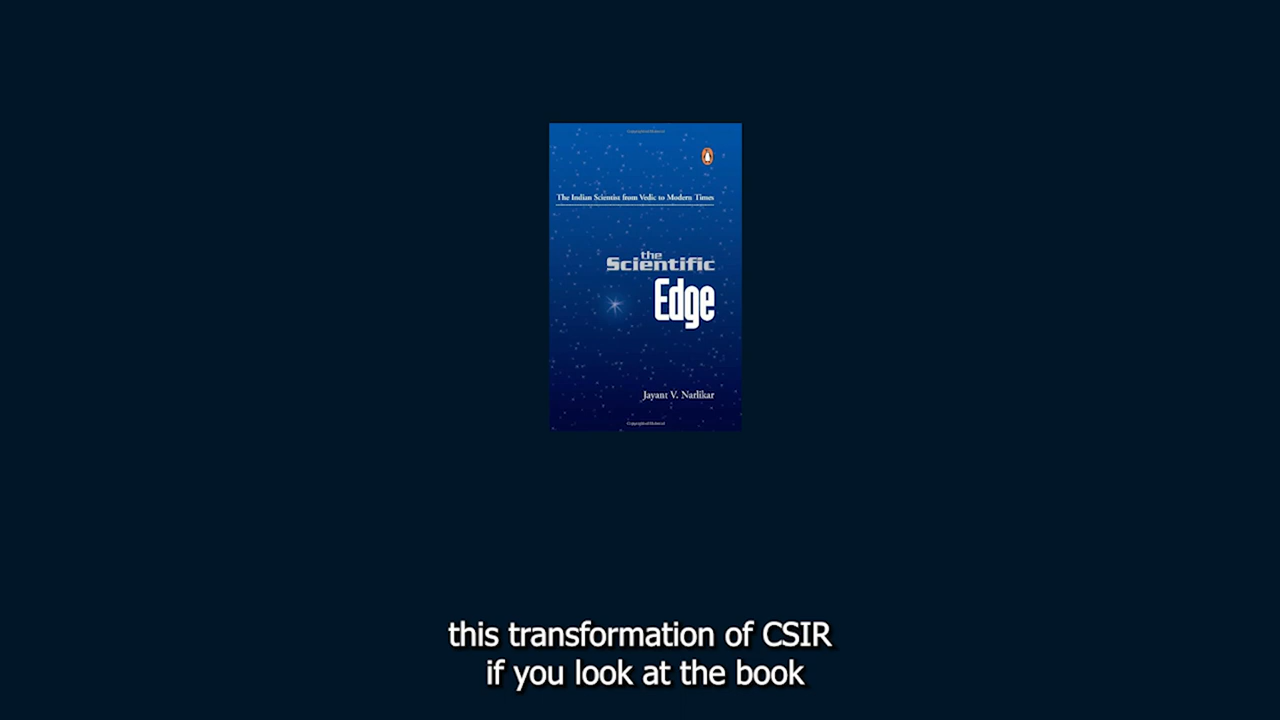 The Indian Scientist from Vedic to Modern Times
the
Scientific
Edge
Jayant V. Narlikar
this transformation of CSIR
if you look at the book